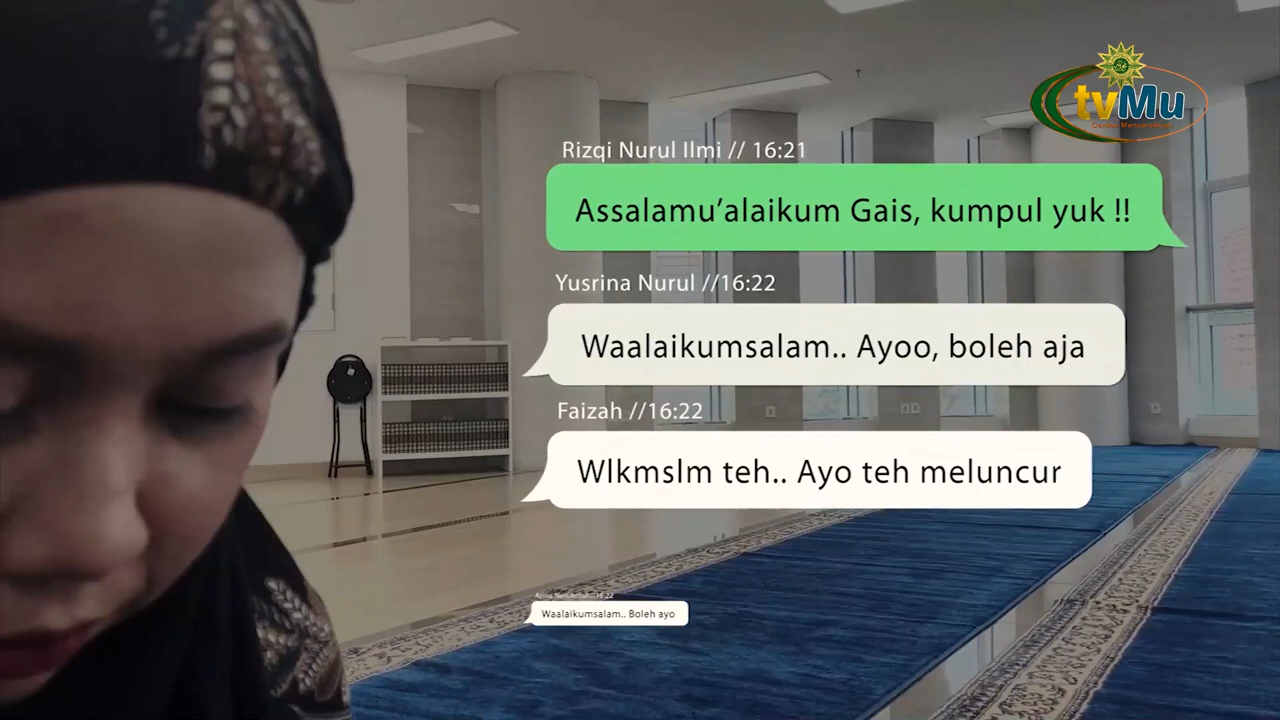 tvMu
Rizqi Nurul Ilmi // 16:21
Assalamu’alaikum Gais, kumpul yuk !!
Yusrina Nurul //16:22
Waalaikumsalam.. Ayoo, boleh aja
Faizah //16:22
Wlkmslm teh.. Ayo teh meluncur
Waalaikumsalam.. Boleh ayo